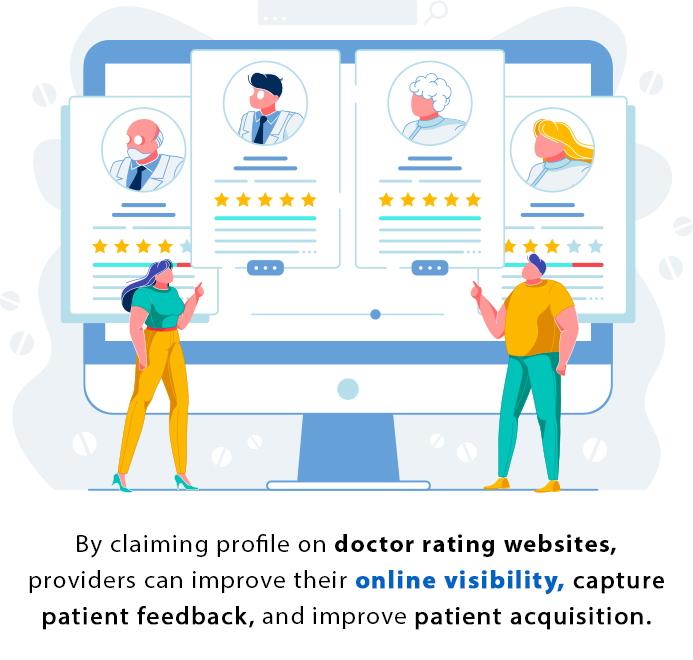 By claiming profile on doctor rating websites,
providers can improve their online visibility, capture
patient feedback, and improve patient acquisition.